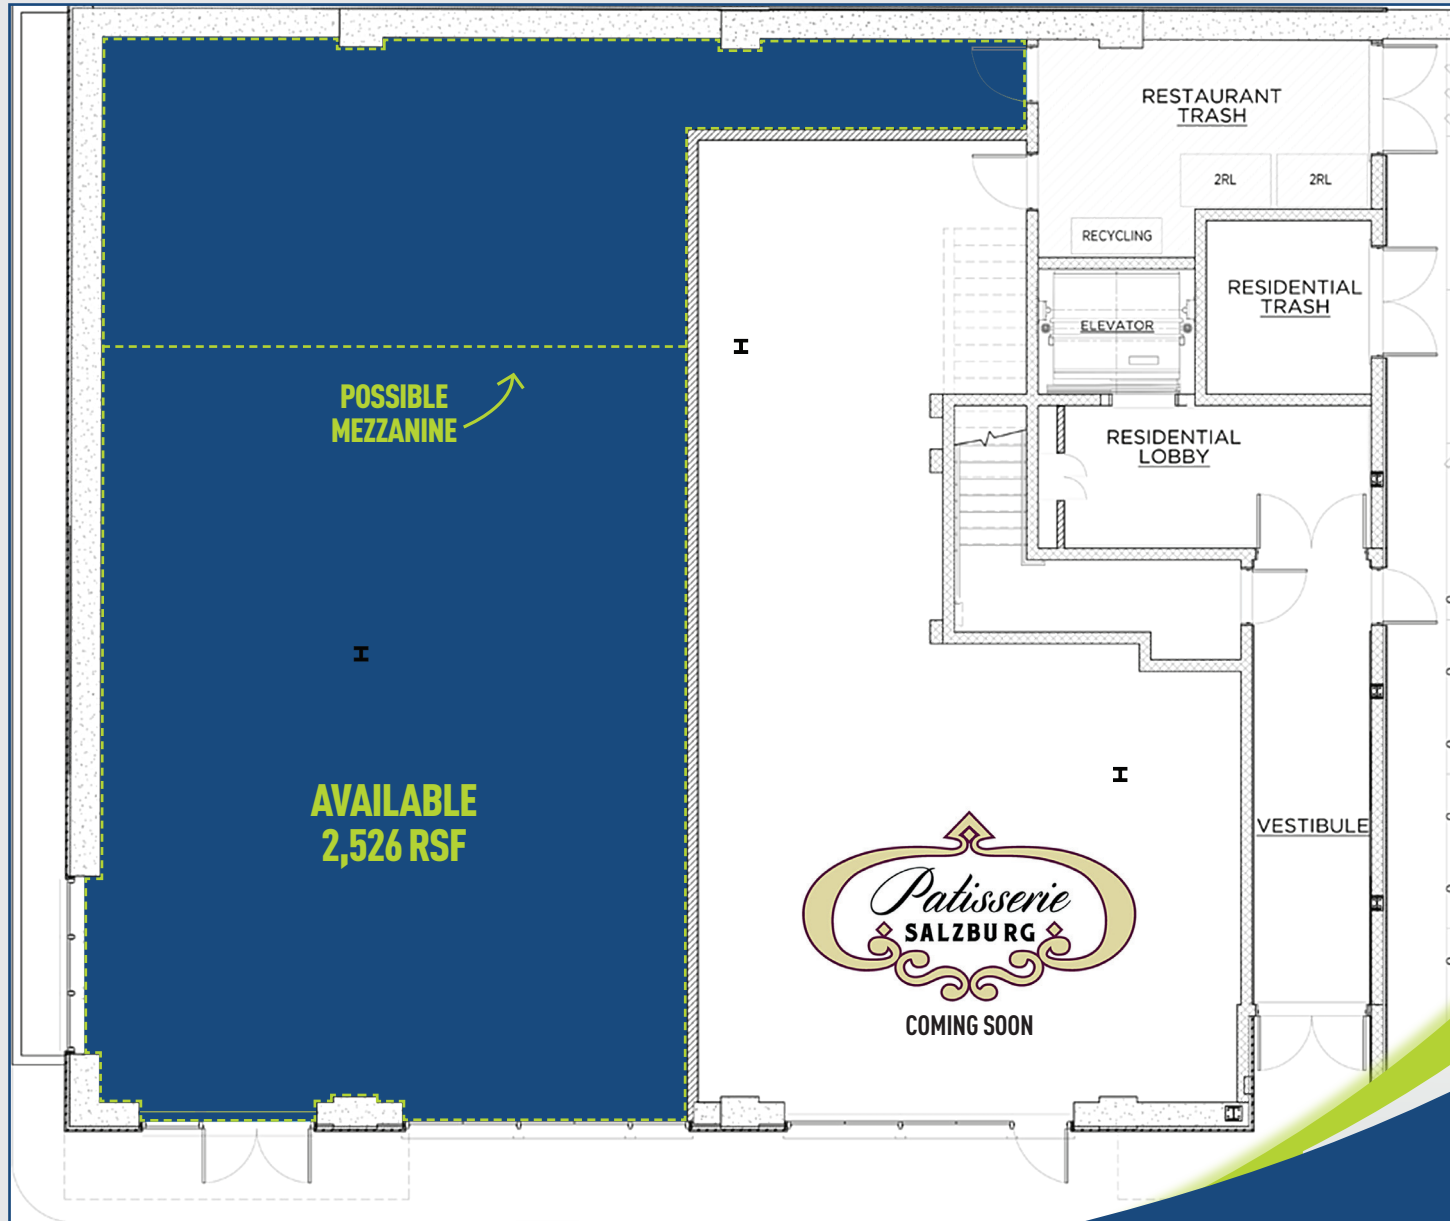 RESTAURANT
TRASH
2RL
2RL
RECYCLING
RESIDENTIAL
TRASH
ELEVATOR
POSSIBLE
MEZZANINE
RESIDENTIAL
LOBBY
AVAILABLE
2,526 RSF
VESTIBULE
Patisserie
SALZBURG
COMING SOON